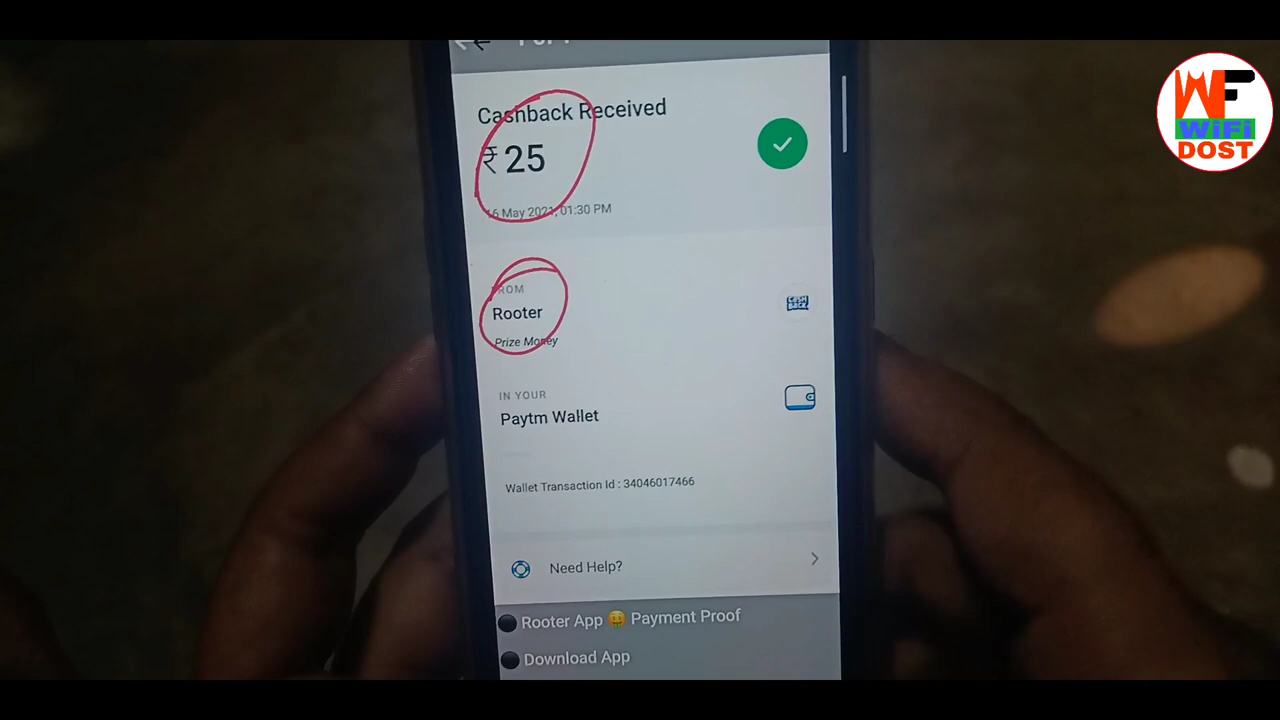 WF
WiFi
DOST
Cashback Received
₹25
16 May 2021, 01:30 PM
FROM
Rooter
Prize Money
IN YOUR
Paytm Wallet
Wallet Transaction Id : 34046017466
Need Help?
Rooter App 🤑 Payment Proof
Download App